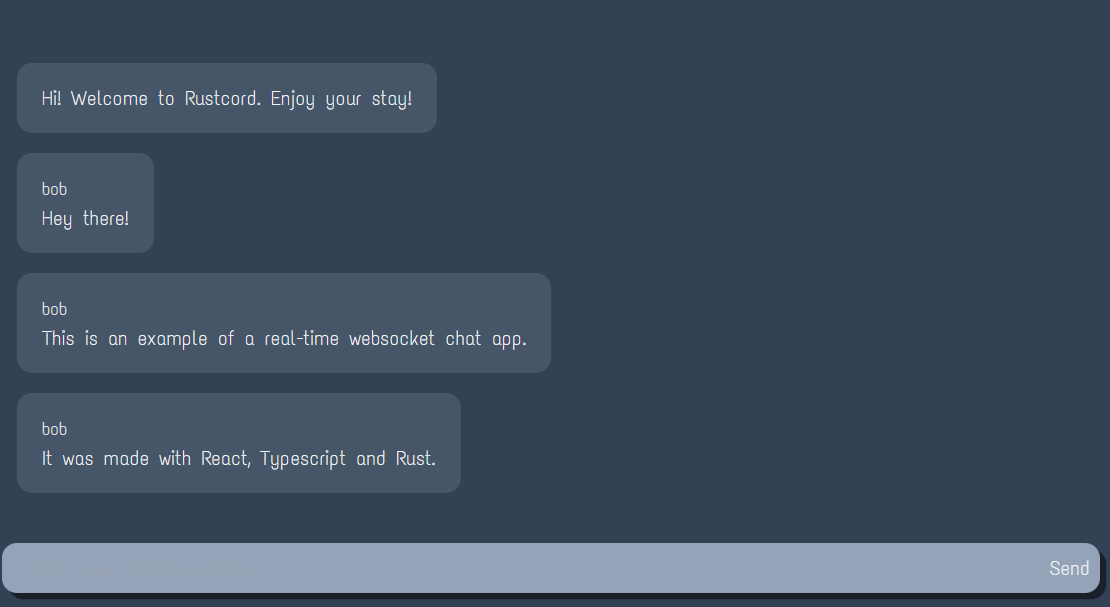 Hi! Welcome to Rustcord. Enjoy your stay!
bob
Hey there!
bob
This is an example of a real-time websocket chat app.
bob
It was made with React, Typescript and Rust.
Send